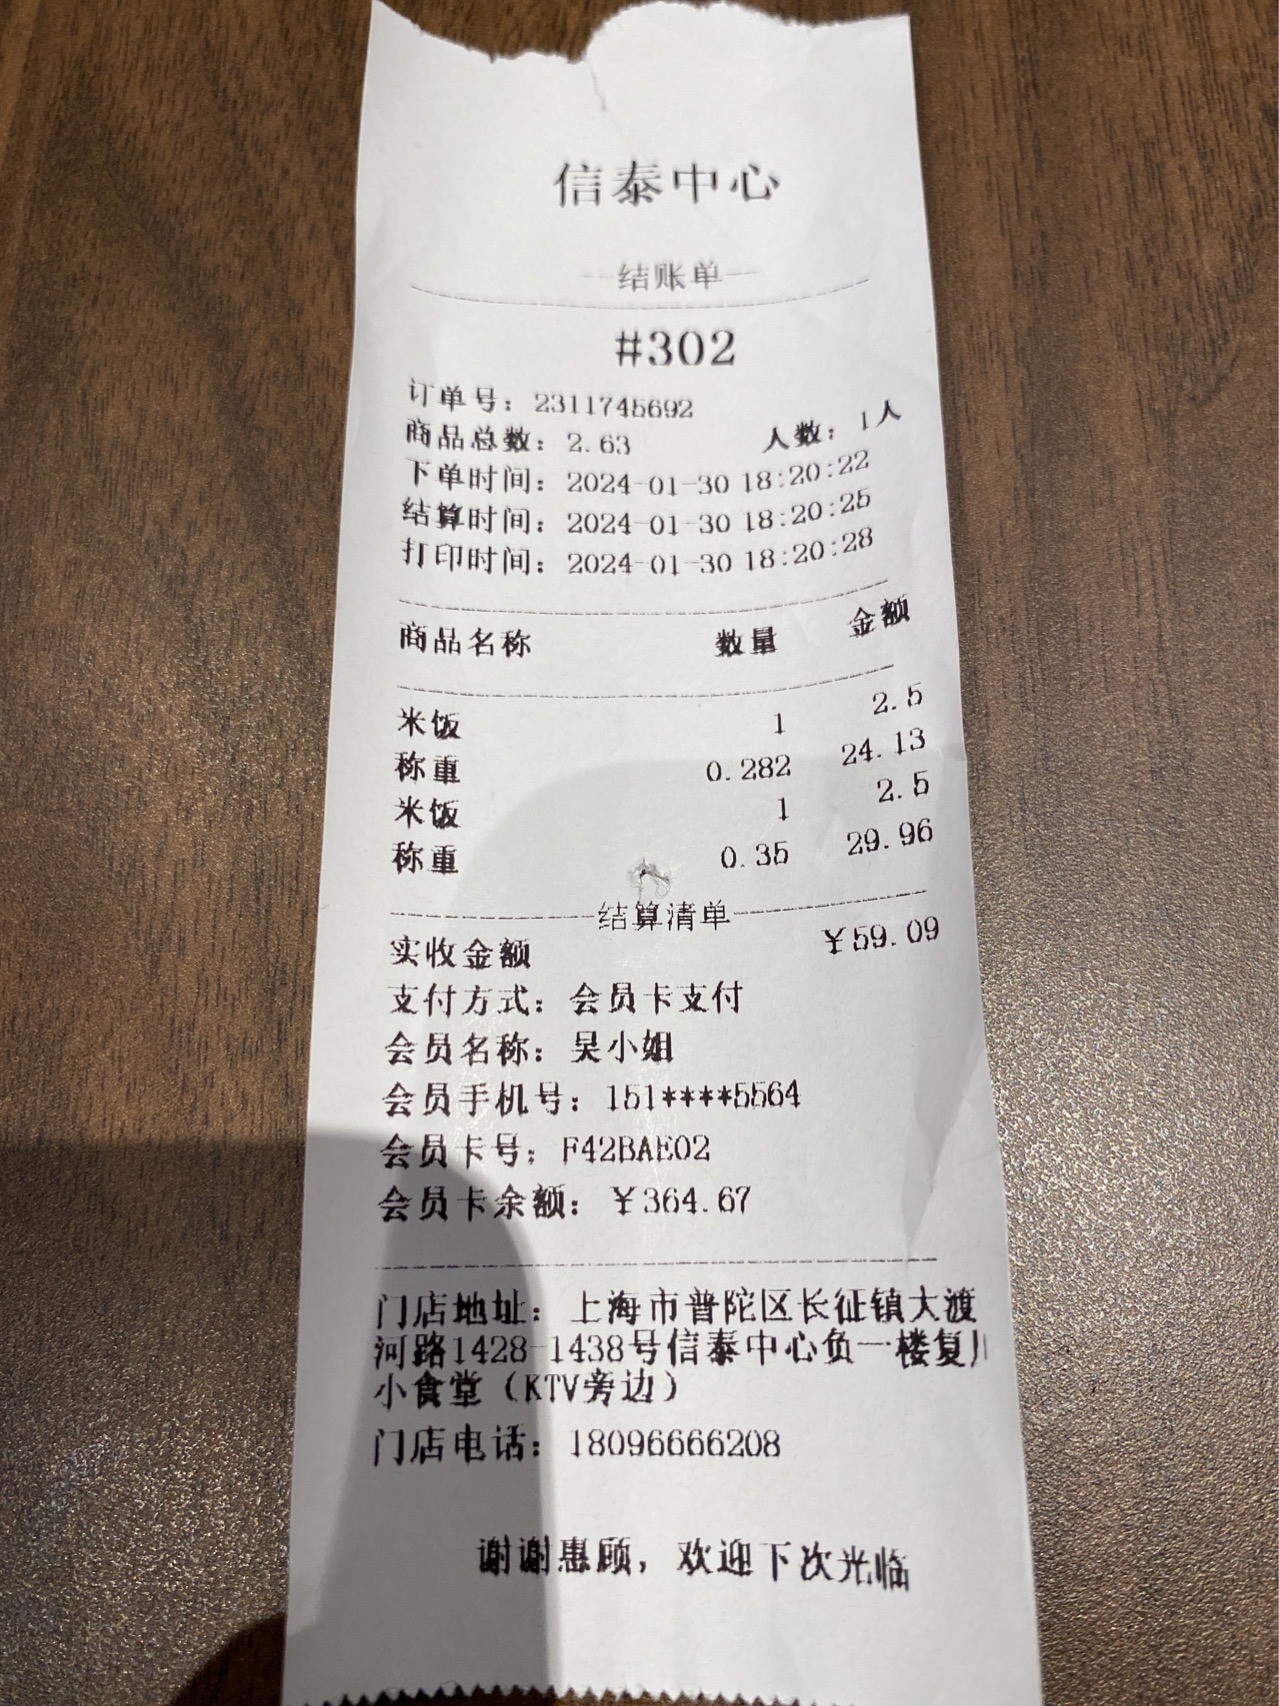 信泰中心
--结账单--
#302
订单号：2311745692
商品总数：2.63 人数：1人
下单时间：2024-01-30 18:20:22
结算时间：2024-01-30 18:20:25
打印时间：2024-01-30 18:20:28
商品名称 数量 金额
米饭 1 2.5
称重 0.282 24.13
米饭 1 2.5
称重 0.35 29.96
结算清单
实收金额 ￥59.09
支付方式：会员卡支付
会员名称：吴小姐
会员手机号：151****5564
会员卡号：F42BAE02
会员卡余额：￥364.67
门店地址：上海市普陀区长征镇大渡
河路1428-1438号信泰中心负一楼复川
小食堂（KTV旁边）
门店电话：18096666208
谢谢惠顾，欢迎下次光临